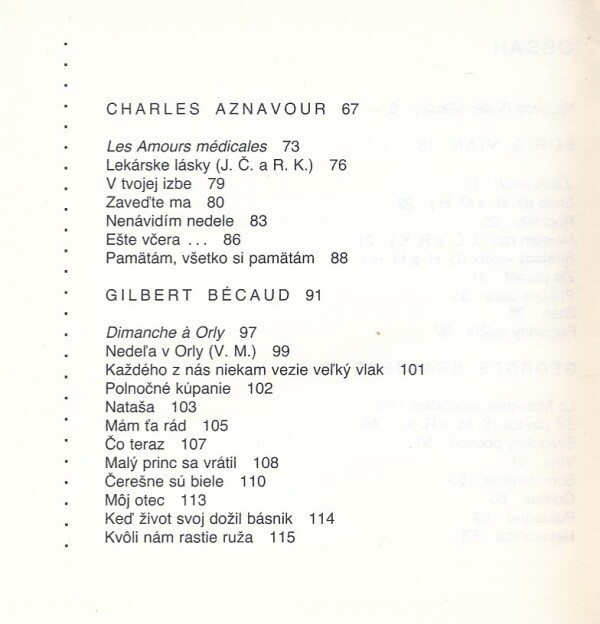 CHARLES AZNAVOUR 67
Les Amours médicales 73
Lekárske lásky (J. Č. a R. K.) 76
V tvojej izbe 79
Zaveďte ma 80
Nenávidím nedele 83
Ešte včera ... 86
Pamätám, všetko si pamätám 88
GILBERT BÉCAUD 91
Dimanche à Orly 97
Nedeľa v Orly (V. M.) 99
Každého z nás niekam vezie veľký vlak 101
Polnočné kúpanie 102
Nataša 103
Mám ťa rád 105
Čo teraz 107
Malý princ sa vrátil 108
Čerešne sú biele 110
Môj otec 113
Keď život svoj dožil básnik 114
Kvôli nám rastie ruža 115